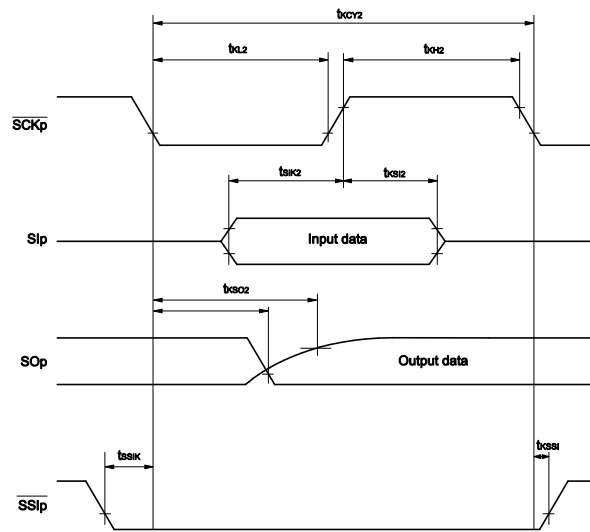 tKCY2
tKL2
tKH2
SCKp
tSIK2
tKSI2
SIp
Input data
tKSO2
SOp
Output data
tSSIK
tKSSI
SSIp